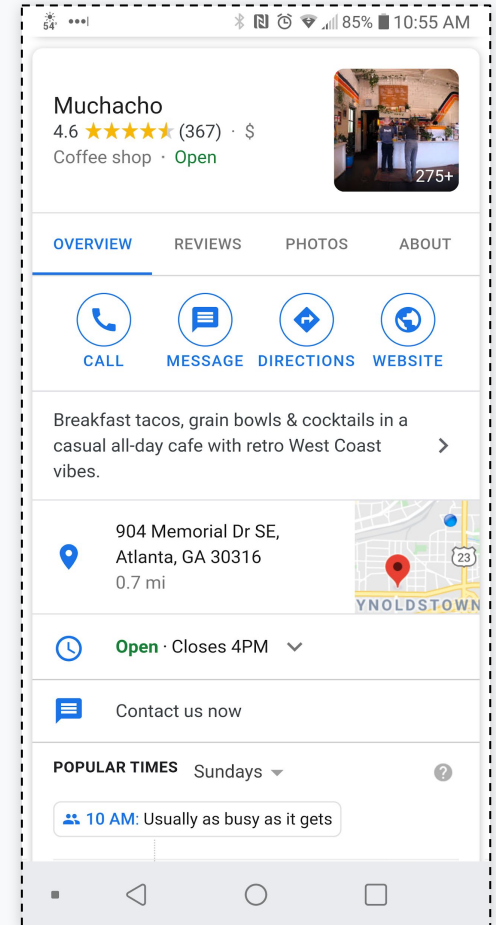 54° 85% 10:55 AM
Muchacho
4.6 (367) · $
Coffee shop · Open
275+
OVERVIEW REVIEWS PHOTOS ABOUT
CALL MESSAGE DIRECTIONS WEBSITE
Breakfast tacos, grain bowls & cocktails in a
casual all-day cafe with retro West Coast
vibes.
904 Memorial Dr SE,
Atlanta, GA 30316
0.7 mi
23
YNOLDSTOWN
Open · Closes 4PM
Contact us now
POPULAR TIMES Sundays
?
10 AM: Usually as busy as it gets